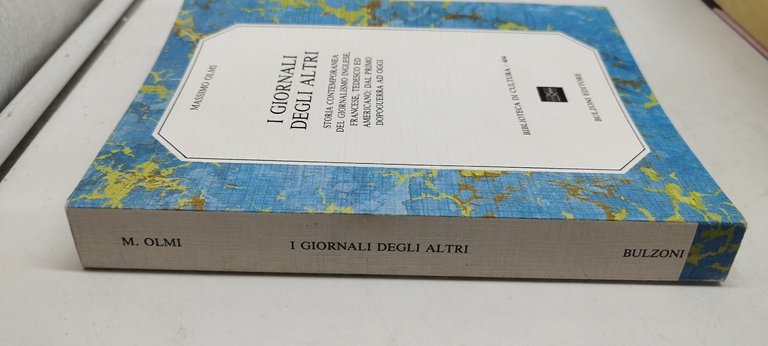 MASSIMO OLMI
I GIORNALI
DEGLI ALTRI
STORIA CONTEMPORANEA
DEL GIORNALISMO INGLESE,
FRANCESE, TEDESCO ED
AMERICANO: DAL PRIMO
DOPOGUERRA AD OGGI
BIBLIOTECA DI CULTURA / 406
BULZONI EDITORE
M. OLMI
I GIORNALI DEGLI ALTRI
BULZONI